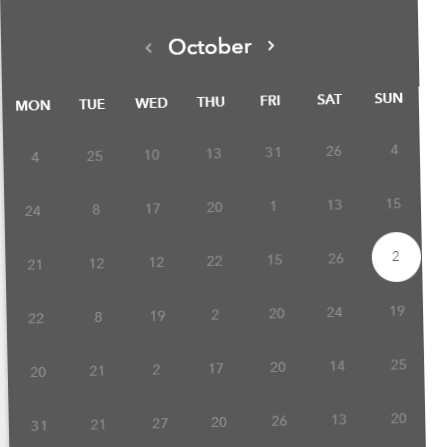 ‹ October ›
MON TUE WED THU FRI SAT SUN
4 25 10 13 31 26 4
24 8 17 20 1 13 15
21 12 12 22 15 26 2
22 8 19 2 20 24 19
20 21 2 17 20 14 25
31 21 27 20 26 13 20